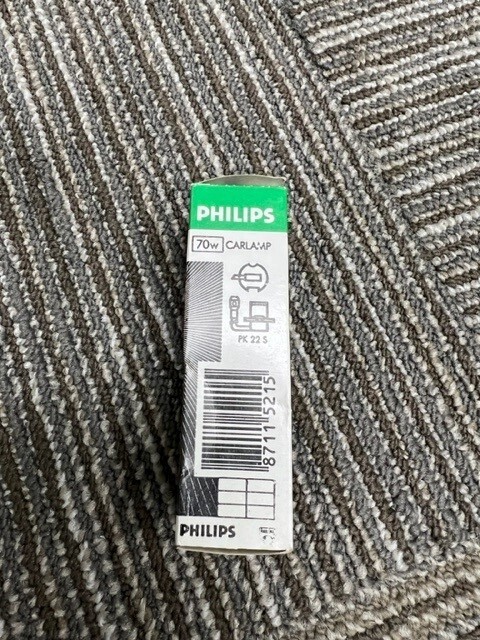 PHILIPS
70w CARLAMP
PK 22 S
8711 5215
PHILIPS